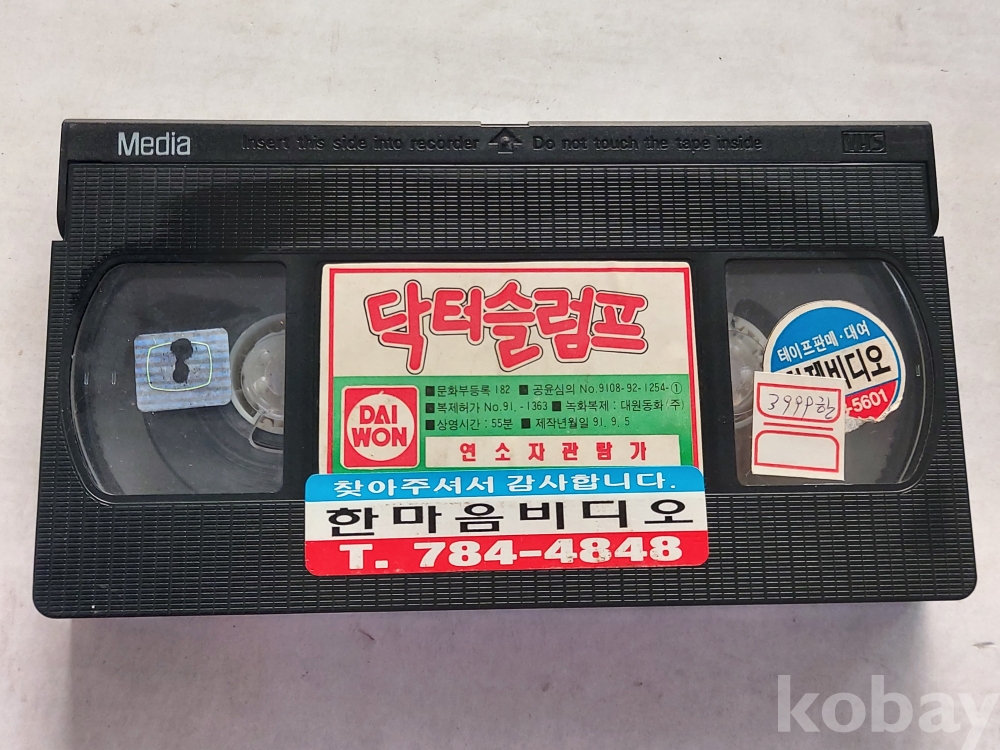 Media
Insert this side into recorder
Do not touch the tape inside
VHS
닥터슬럼프
DAI
WON
■문화부등록 182 ■ 공윤심의 No.9108-92-1254-①
■복제허가 No.91.-1363 ■ 녹화복제 : 대원동화(주)
■상영시간 : 55분 ■ 제작년월일 91. 9. 5
연소자관람가
찾아주셔서 감사합니다.
한마음비디오
T. 784-4848
테이프판매·대여
비디오
-5601
kobay